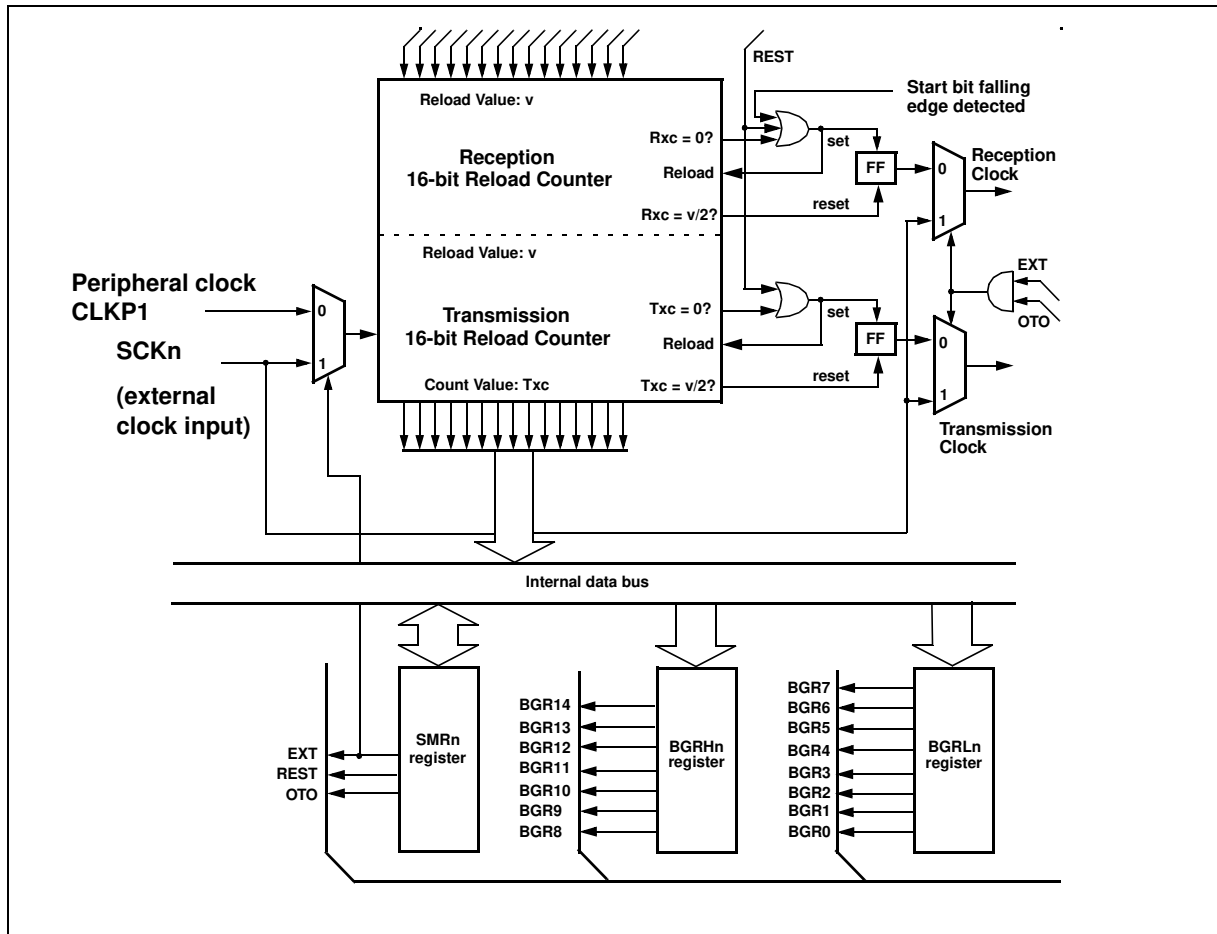 REST
Start bit falling
edge detected
Reload Value: v
Rxc = 0?
set
Reception
16-bit Reload Counter
Reload
FF
0
Reception
Clock
Rxc = v/2?
reset
1
Reload Value: v
EXT
OTO
Peripheral clock
CLKP1
0
Transmission
16-bit Reload Counter
Txc = 0?
set
Reload
FF
0
SCKn
1
(external
clock input)
Count Value: Txc
Txc = v/2?
reset
1
Transmission
Clock
Internal data bus
EXT
REST
OTO
SMRn
register
BGR14
BGR13
BGR12
BGR11
BGR10
BGR9
BGR8
BGRHn
register
BGR7
BGR6
BGR5
BGR4
BGR3
BGR2
BGR1
BGR0
BGRLn
register